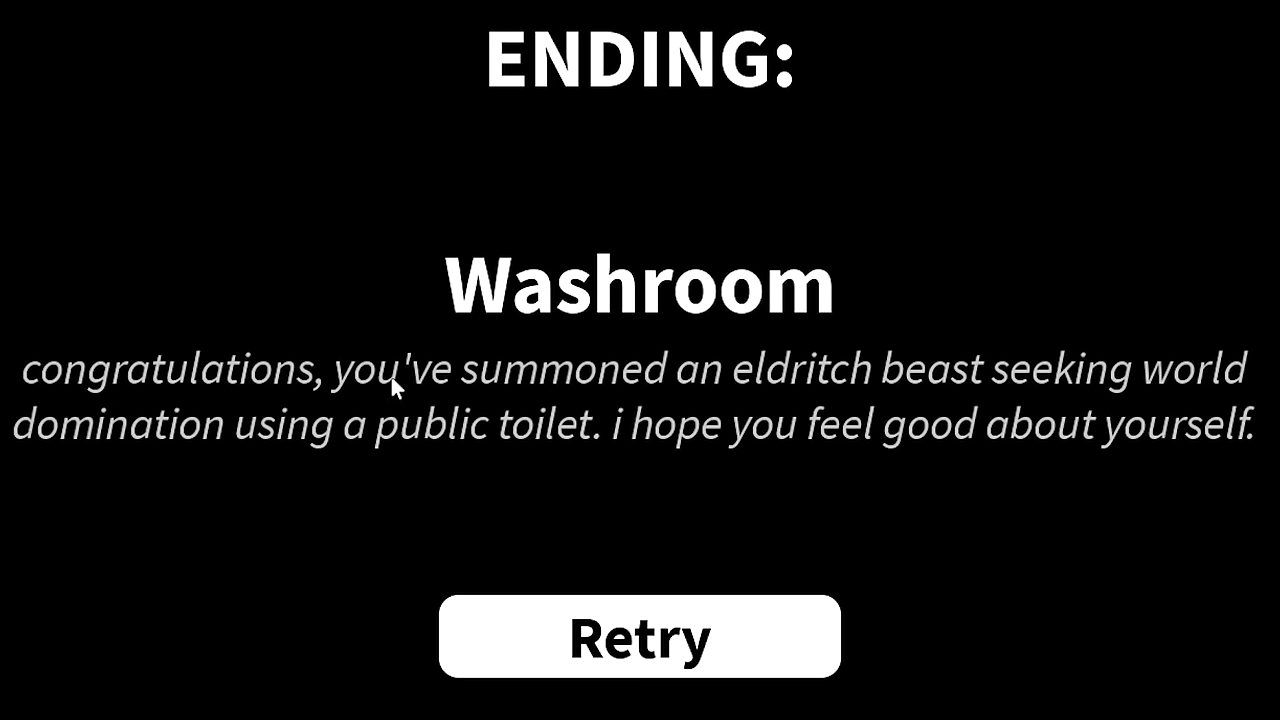 ENDING:
Washroom
congratulations, you've summoned an eldritch beast seeking world
domination using a public toilet. i hope you feel good about yourself.
Retry